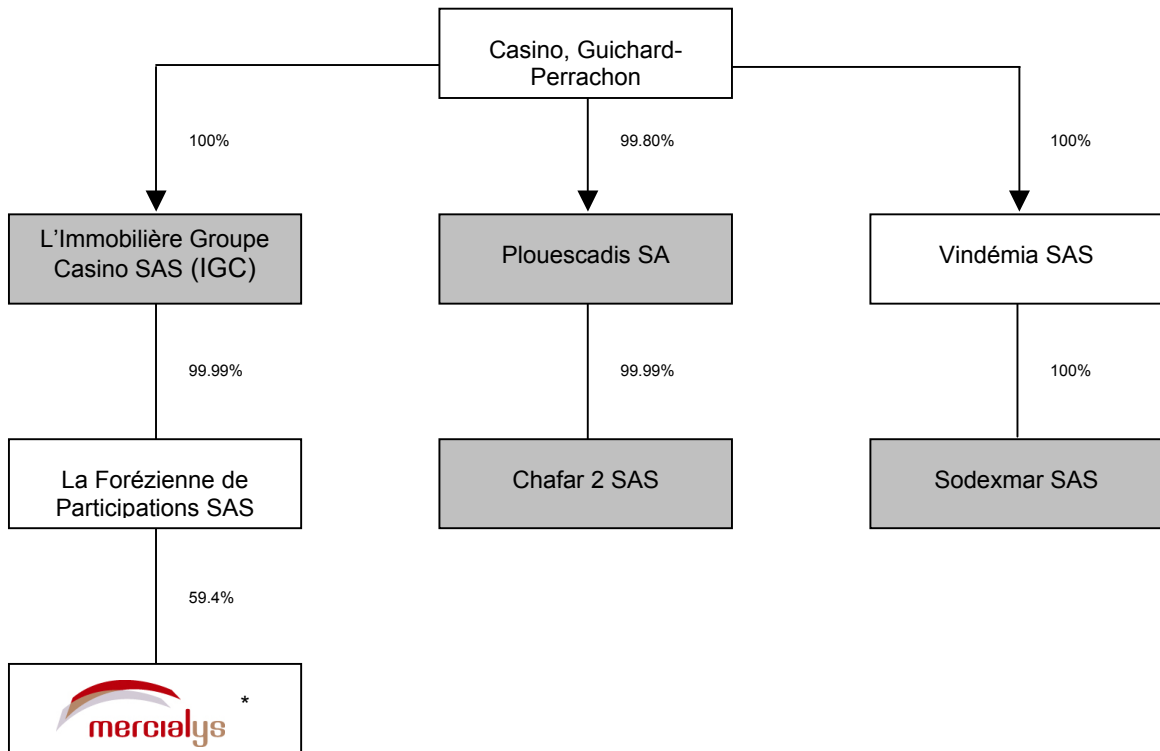 Casino, Guichard-
Perrachon
100%
99.80%
100%
L'Immobilière Groupe
Casino SAS (IGC)
Plouescadis SA
Vindémia SAS
99.99%
99.99%
100%
La Forézienne de
Participations SAS
Chafar 2 SAS
Sodexmar SAS
59.4%
mercialys *